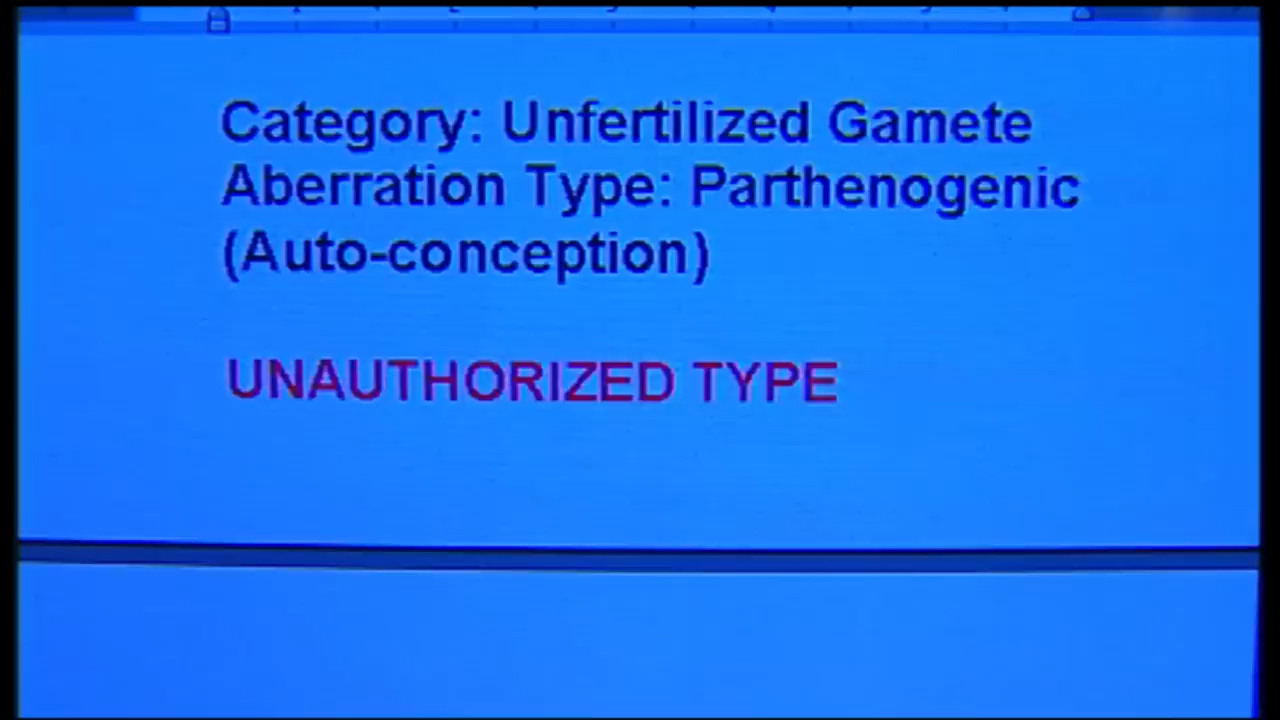 Category: Unfertilized Gamete
Aberration Type: Parthenogenic
(Auto-conception)
UNAUTHORIZED TYPE